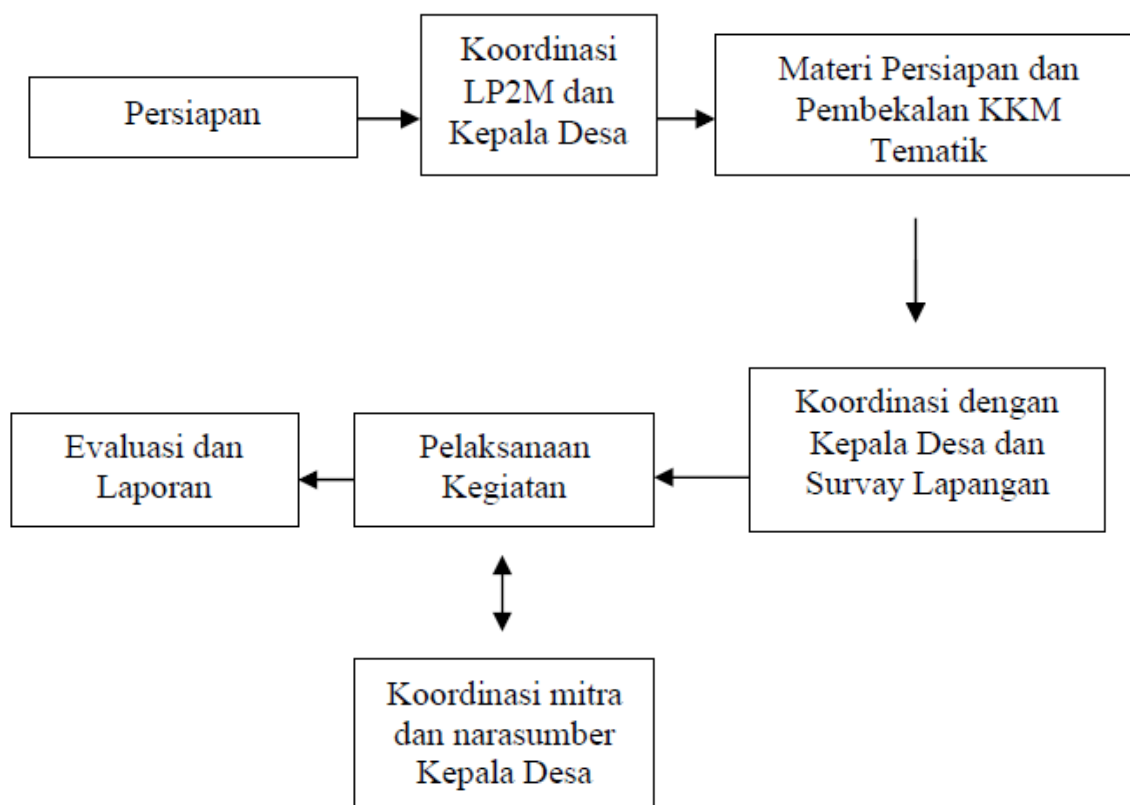 Persiapan
Koordinasi
LP2M dan
Kepala Desa
Materi Persiapan dan
Pembekalan KKM
Tematik
Koordinasi dengan
Kepala Desa dan
Survay Lapangan
Pelaksanaan
Kegiatan
Evaluasi dan
Laporan
Koordinasi mitra
dan narasumber
Kepala Desa